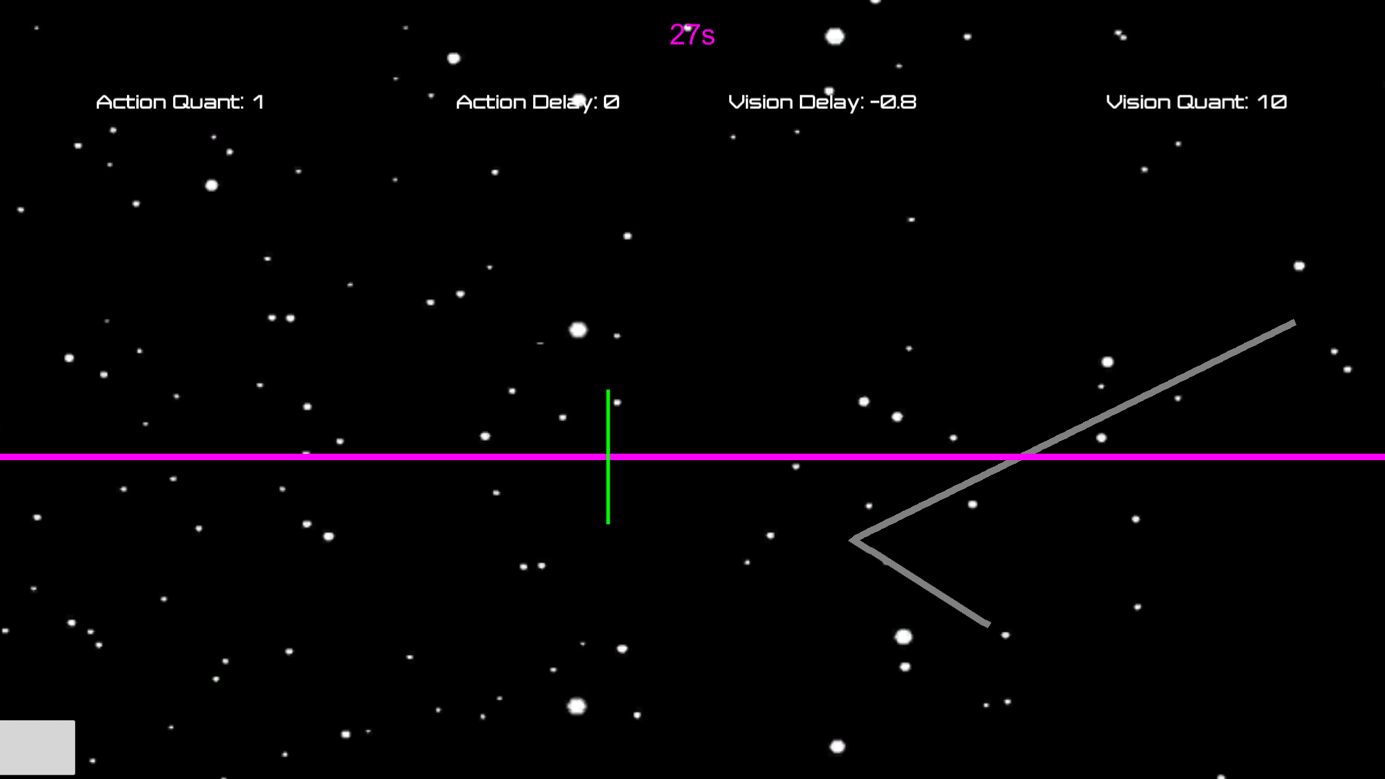 27s
Action Quant: 1
Action Delay: 0
Vision Delay: -0.8
Vision Quant: 10